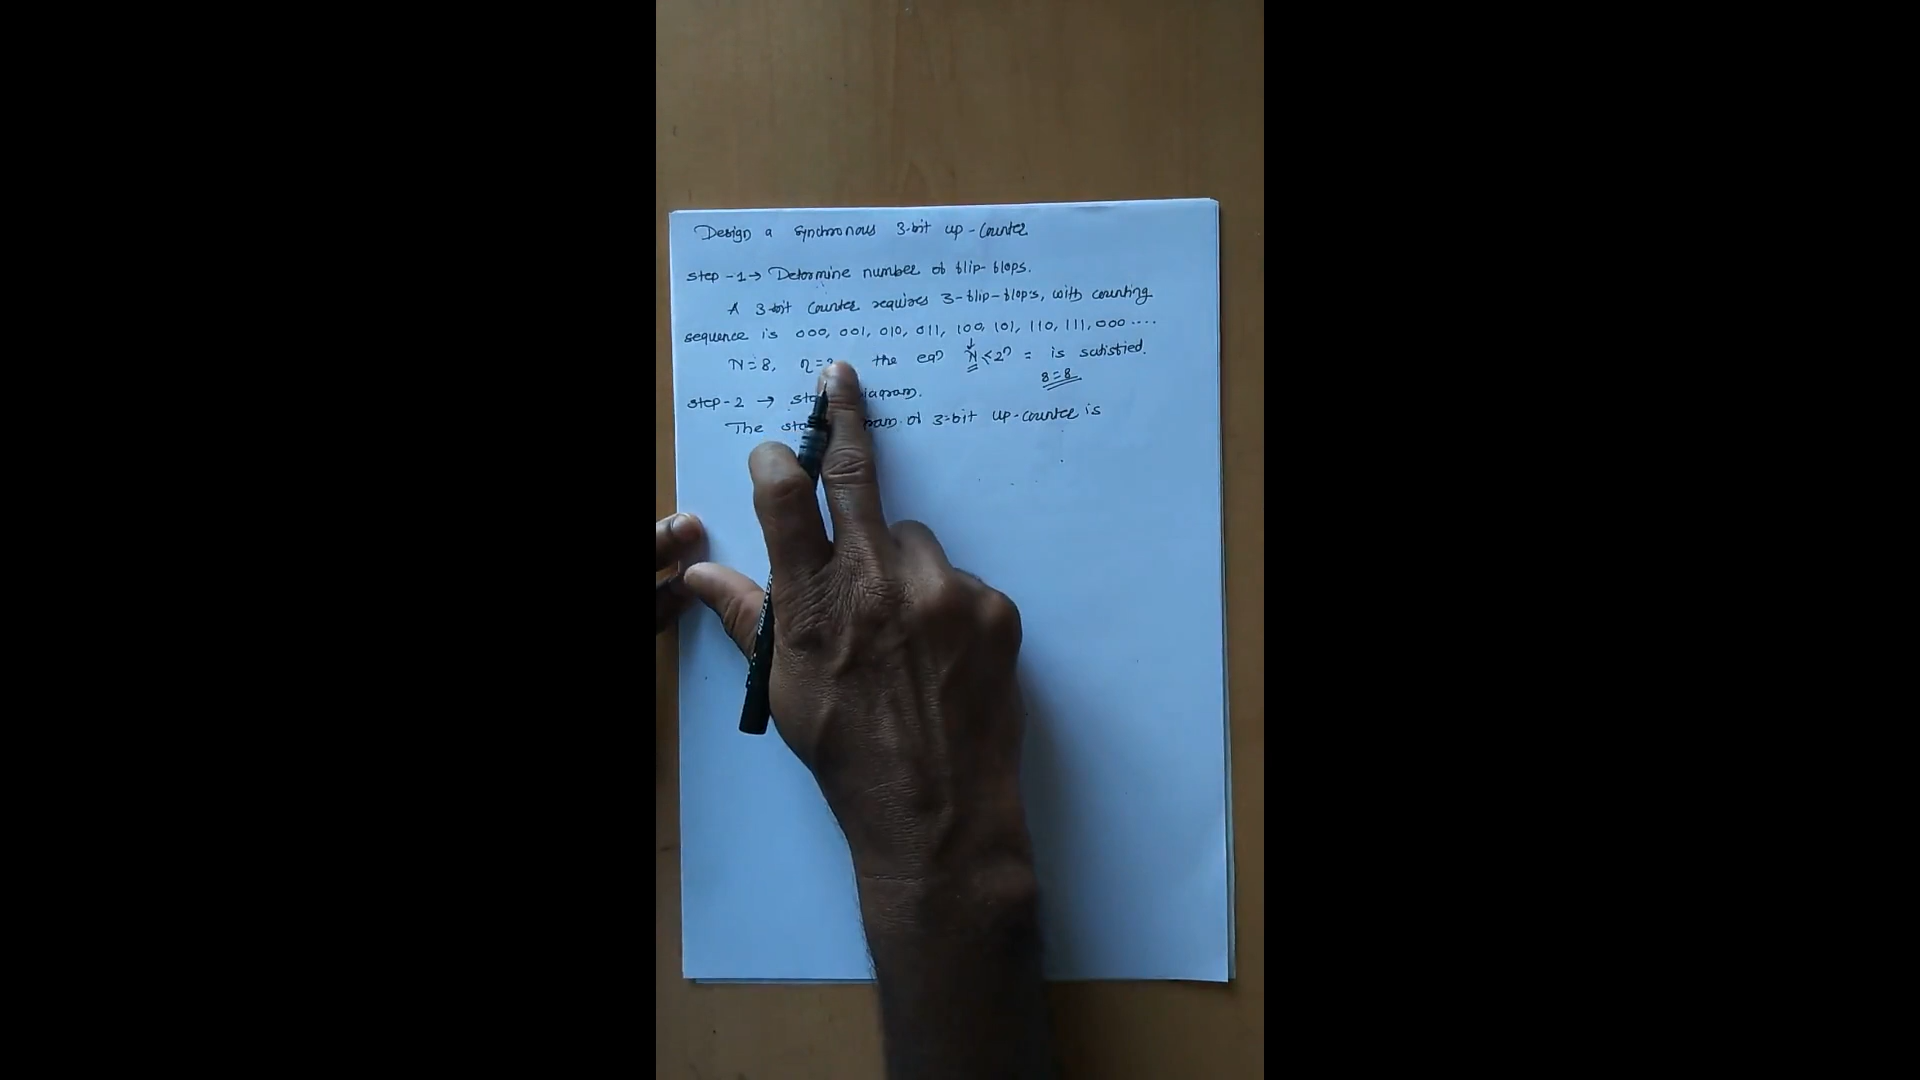 Design a synchronous 3-bit up-counter
step-1→ Determine number of flip-flops.
A 3-bit counter requires 3-flip-flops, with counting
sequence is 000, 001, 010, 011, 100, 101, 110, 111, 000 ....
N=8, n= the eqn N<2n = is satisfied.
8=8
step-2 → diagram.
The of 3-bit up-counter is